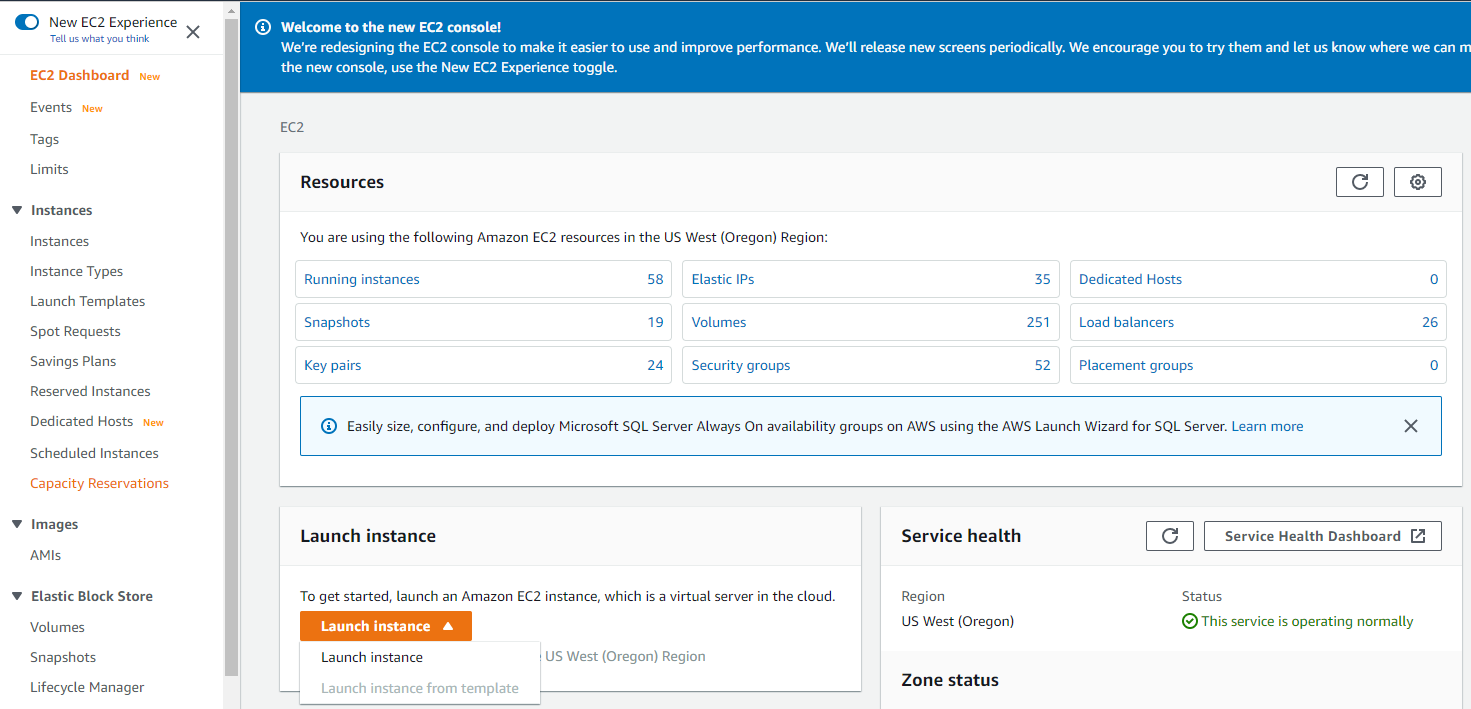 New EC2 Experience
Tell us what you think
EC2 Dashboard New
Events New
Tags
Limits
Instances
Instances
Instance Types
Launch Templates
Spot Requests
Savings Plans
Reserved Instances
Dedicated Hosts New
Scheduled Instances
Capacity Reservations
Images
AMIs
Elastic Block Store
Volumes
Snapshots
Lifecycle Manager
Welcome to the new EC2 console!
We're redesigning the EC2 console to make it easier to use and improve performance. We'll release new screens periodically. We encourage you to try them and let us know where we can m
the new console, use the New EC2 Experience toggle.
EC2
Resources
You are using the following Amazon EC2 resources in the US West (Oregon) Region:
Running instances 58
Elastic IPs 35
Dedicated Hosts 0
Snapshots 19
Volumes 251
Load balancers 26
Key pairs 24
Security groups 52
Placement groups 0
Easily size, configure, and deploy Microsoft SQL Server Always On availability groups on AWS using the AWS Launch Wizard for SQL Server. Learn more
Launch instance
To get started, launch an Amazon EC2 instance, which is a virtual server in the cloud.
Launch instance
Launch instance
US West (Oregon) Region
Launch instance from template
Service health
Service Health Dashboard
Region
US West (Oregon)
Status
This service is operating normally
Zone status